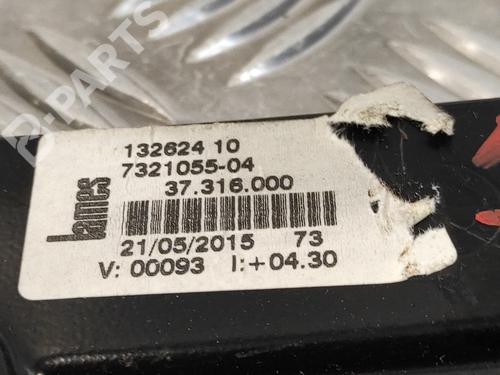 B-PARTS
Lames
132624 10
7321055-04
37.316.000
21/05/2015 73
V: 00093 I:+04.30